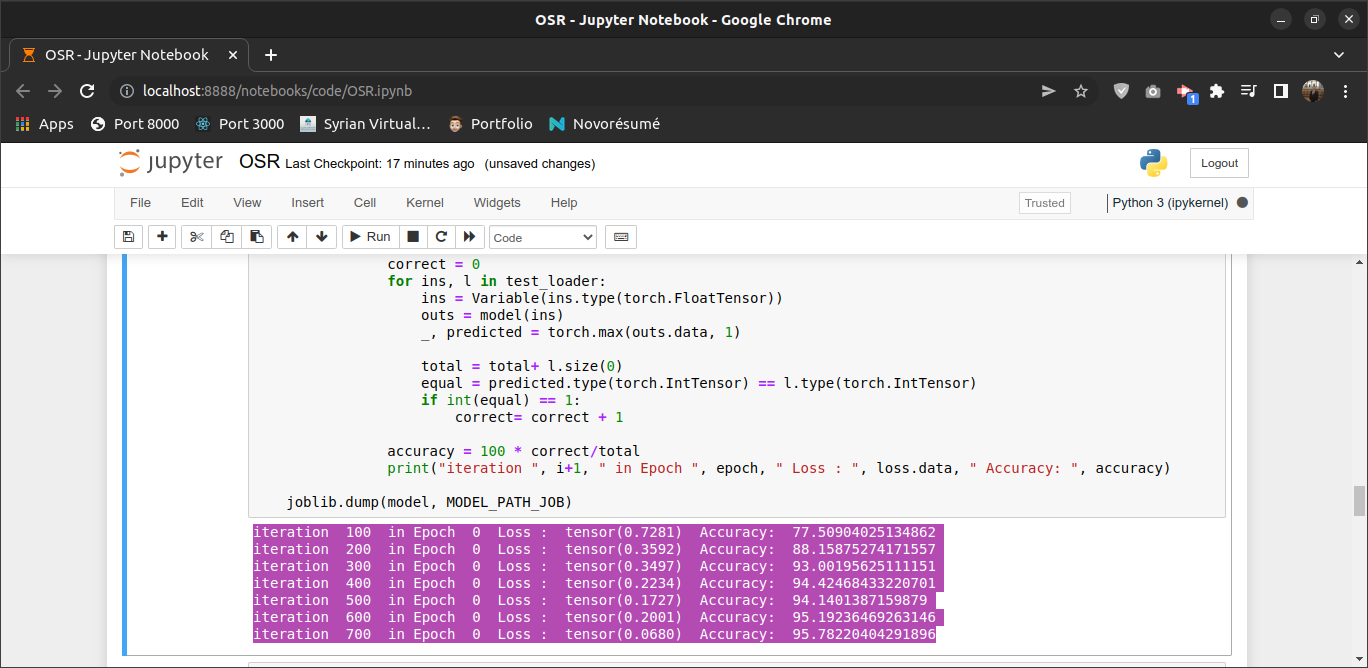 OSR - Jupyter Notebook - Google Chrome
OSR - Jupyter Notebook
localhost:8888/notebooks/code/OSR.ipynb
1
Apps Port 8000 Port 3000 Syrian Virtual... Portfolio Novorésumé
jupyter OSR Last Checkpoint: 17 minutes ago (unsaved changes)
Logout
File Edit View Insert Cell Kernel Widgets Help Trusted Python 3 (ipykernel)
Run Code
correct = 0
for ins, l in test_loader:
ins = Variable(ins.type(torch.FloatTensor))
outs = model(ins)
_, predicted = torch.max(outs.data, 1)
total = total+ l.size(0)
equal = predicted.type(torch.IntTensor) == l.type(torch.IntTensor)
if int(equal) == 1:
correct= correct + 1
accuracy = 100 * correct/total
print("iteration ", i+1, " in Epoch ", epoch, " Loss : ", loss.data, " Accuracy: ", accuracy)
joblib.dump(model, MODEL_PATH_JOB)
iteration  100  in Epoch  0  Loss :  tensor(0.7281)  Accuracy:  77.50904025134862
iteration  200  in Epoch  0  Loss :  tensor(0.3592)  Accuracy:  88.15875274171557
iteration  300  in Epoch  0  Loss :  tensor(0.3497)  Accuracy:  93.00195625111151
iteration  400  in Epoch  0  Loss :  tensor(0.2234)  Accuracy:  94.42468433220701
iteration  500  in Epoch  0  Loss :  tensor(0.1727)  Accuracy:  94.1401387159879
iteration  600  in Epoch  0  Loss :  tensor(0.2001)  Accuracy:  95.19236469263146
iteration  700  in Epoch  0  Loss :  tensor(0.0680)  Accuracy:  95.78220404291896